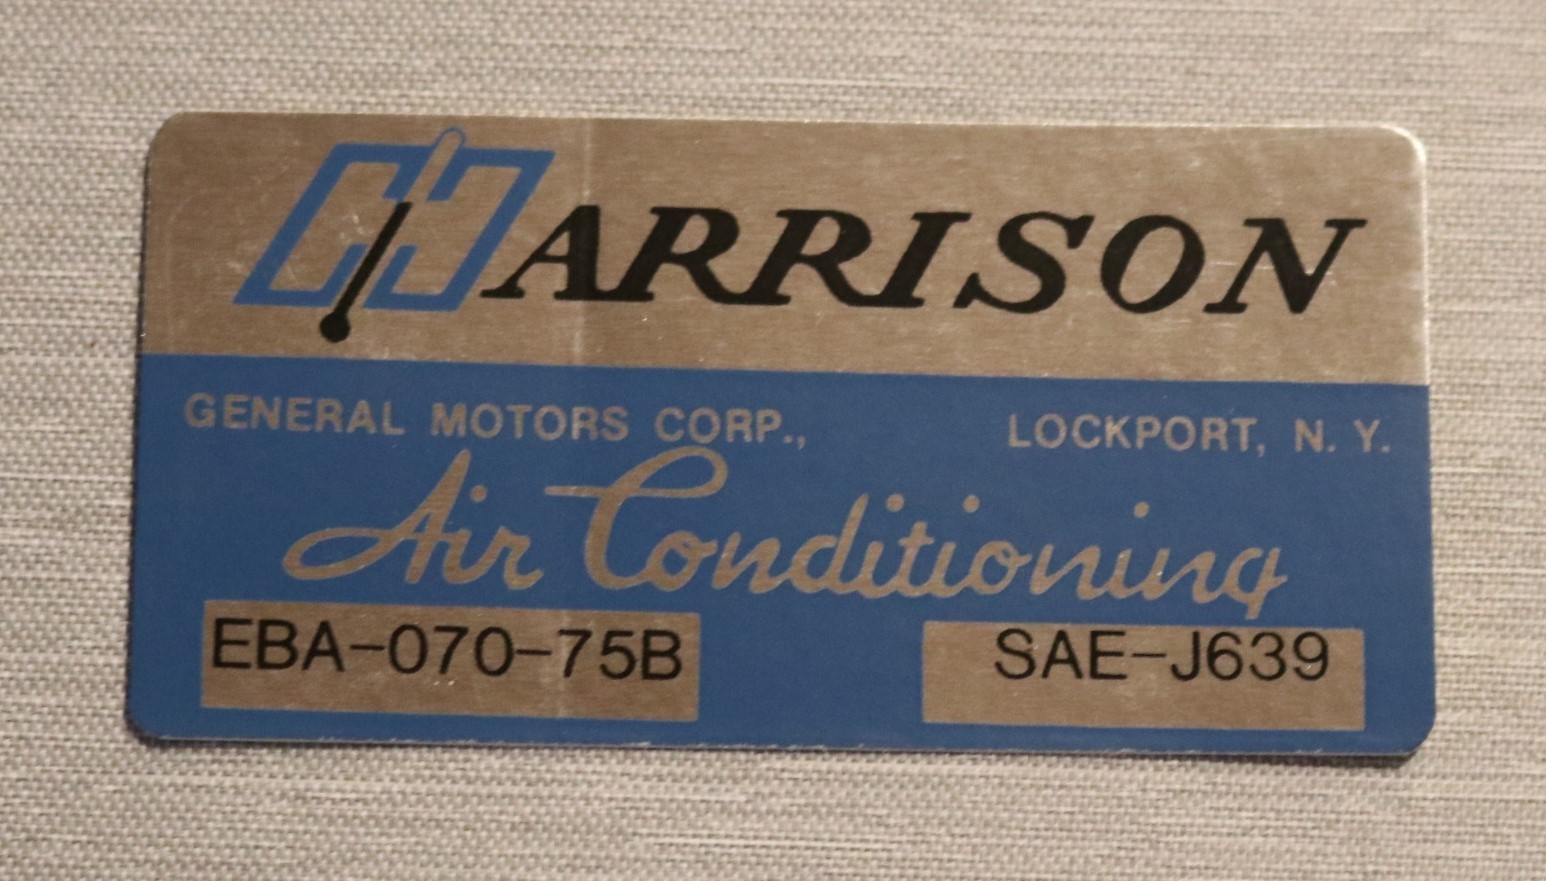 HARRISON
GENERAL MOTORS CORP., LOCKPORT, N. Y.
Air Conditioning
EBA-070-75B SAE-J639